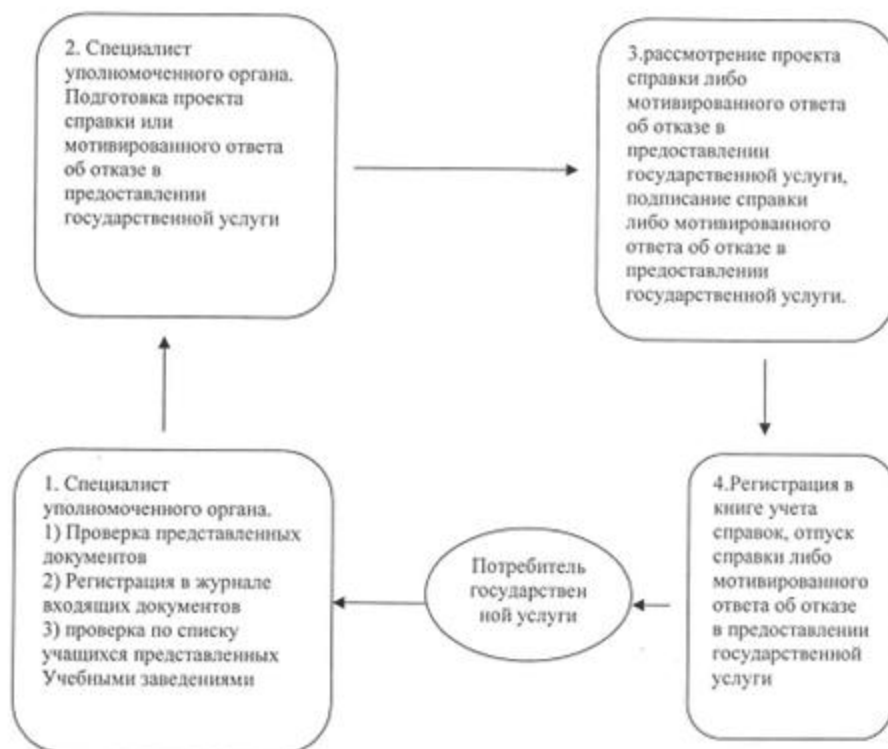 2. Специалист
уполномоченного органа.
Подготовка проекта
справки или
мотивированного ответа
об отказе в
предоставлении
государственной услуги
3.рассмотрение проекта
справки либо
мотивированного ответа
об отказе в
предоставлении
государственной услуги,
подписание справки
либо мотивированного
ответа об отказе в
предоставлении
государственной услуги.
1. Специалист
уполномоченного органа.
1) Проверка представленных
документов
2) Регистрация в журнале
входящих документов
3) проверка по списку
учащихся представленных
Учебными заведениями
Потребитель
государствен
ной услуги
4.Регистрация в
книге учета
справок, отпуск
справки либо
мотивированного
ответа об отказе
в предоставлении
государственной
услуги